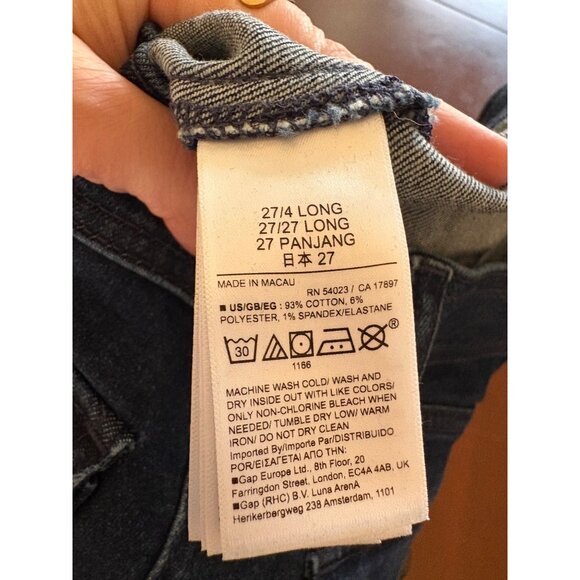 27/4 LONG
27/27 LONG
27 PANJANG
日本 27
MADE IN MACAU
RN 54023 / CA 17897
■ US/GB/EG : 93% COTTON, 6%
POLYESTER, 1% SPANDEX/ELASTANE
30
®
1166
MACHINE WASH COLD/ WASH AND
DRY INSIDE OUT WITH LIKE COLORS/
ONLY NON-CHLORINE BLEACH WHEN
NEEDED/ TUMBLE DRY LOW/ WARM
IRON/ DO NOT DRY CLEAN
Imported By/Importe Par/DISTRIBUIDO
POR/ΕΙΣΑΓΕΤΑΙ ΑΠΟ ΤΗΝ:
■Gap Europe Ltd., 8th Floor, 20
Farringdon Street, London, EC4A 4AB, UK
■Gap (RHC) B.V. Luna ArenA
Herikerbergweg 238 Amsterdam, 1101